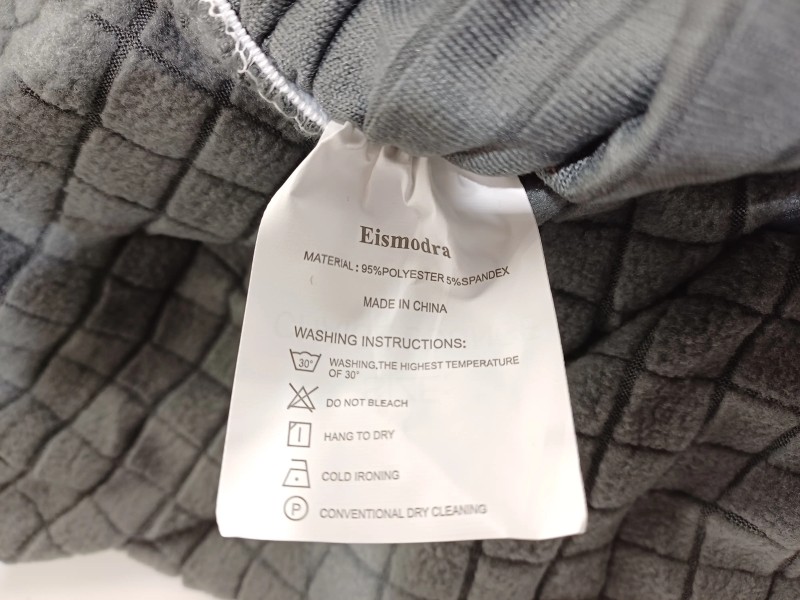 Eismodra
MATERIAL: 95%POLYESTER 5%SPANDEX
MADE IN CHINA
WASHING INSTRUCTIONS:
30° WASHING,THE HIGHEST TEMPERATURE
OF 30°
DO NOT BLEACH
HANG TO DRY
COLD IRONING
P CONVENTIONAL DRY CLEANING